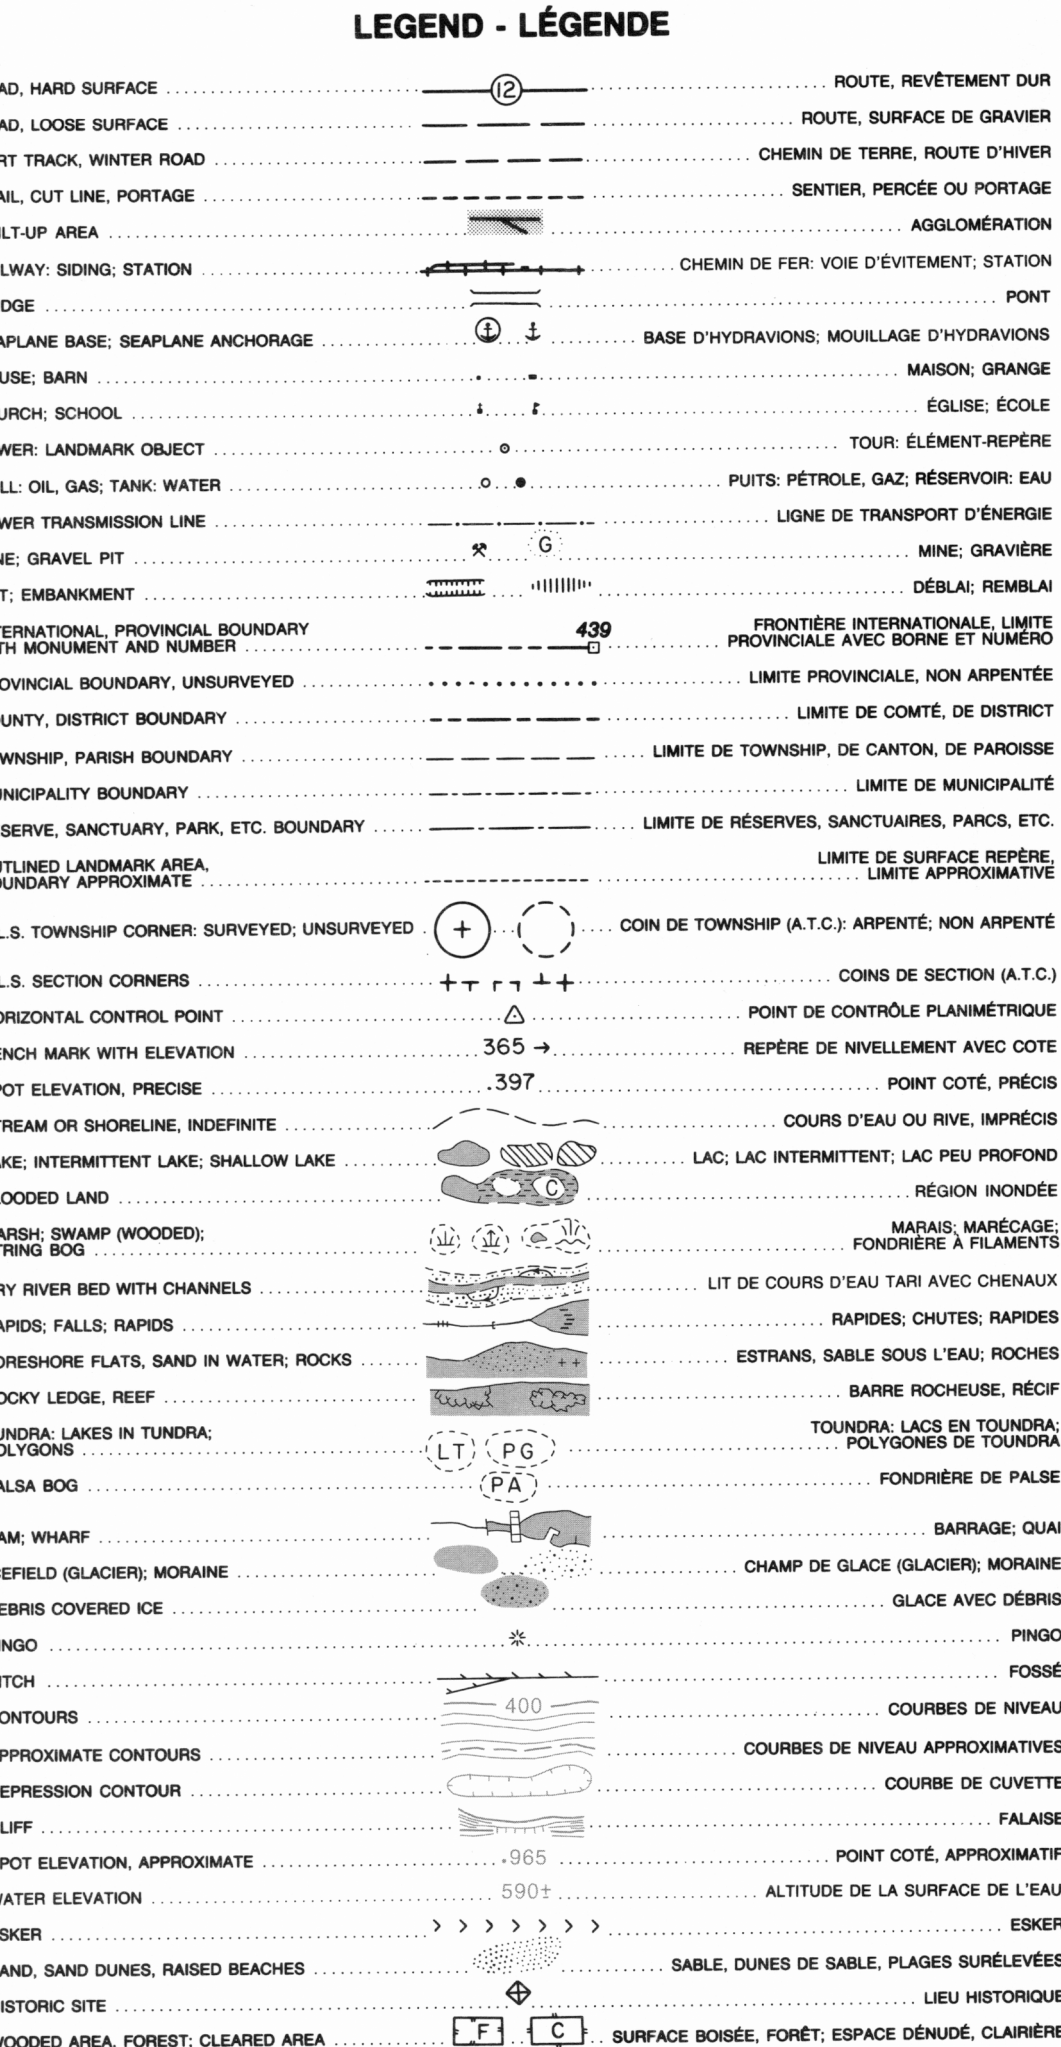 LEGEND - LÉGENDE
AD, HARD SURFACE 12 ROUTE, REVÊTEMENT DUR
AD, LOOSE SURFACE ROUTE, SURFACE DE GRAVIER
RT TRACK, WINTER ROAD CHEMIN DE TERRE, ROUTE D'HIVER
AIL, CUT LINE, PORTAGE SENTIER, PERCÉE OU PORTAGE
ILT-UP AREA AGGLOMÉRATION
LWAY: SIDING; STATION CHEMIN DE FER: VOIE D'ÉVITEMENT; STATION
DGE PONT
APLANE BASE; SEAPLANE ANCHORAGE BASE D'HYDRAVIONS; MOUILLAGE D'HYDRAVIONS
USE; BARN MAISON; GRANGE
URCH; SCHOOL ÉGLISE; ÉCOLE
WER: LANDMARK OBJECT TOUR: ÉLÉMENT-REPÈRE
LL: OIL, GAS; TANK: WATER PUITS: PÉTROLE, GAZ; RÉSERVOIR: EAU
WER TRANSMISSION LINE LIGNE DE TRANSPORT D'ÉNERGIE
NE; GRAVEL PIT G MINE; GRAVIÈRE
T; EMBANKMENT DÉBLAI; REMBLAI
TERNATIONAL, PROVINCIAL BOUNDARY 439 FRONTIÈRE INTERNATIONALE, LIMITE
TH MONUMENT AND NUMBER PROVINCIALE AVEC BORNE ET NUMÉRO
OVINCIAL BOUNDARY, UNSURVEYED LIMITE PROVINCIALE, NON ARPENTÉE
UNTY, DISTRICT BOUNDARY LIMITE DE COMTÉ, DE DISTRICT
WNSHIP, PARISH BOUNDARY LIMITE DE TOWNSHIP, DE CANTON, DE PAROISSE
UNICIPALITY BOUNDARY LIMITE DE MUNICIPALITÉ
SERVE, SANCTUARY, PARK, ETC. BOUNDARY LIMITE DE RÉSERVES, SANCTUAIRES, PARCS, ETC.
UTLINED LANDMARK AREA, LIMITE DE SURFACE REPÈRE,
OUNDARY APPROXIMATE LIMITE APPROXIMATIVE
L.S. TOWNSHIP CORNER: SURVEYED; UNSURVEYED COIN DE TOWNSHIP (A.T.C.): ARPENTÉ; NON ARPENTÉ
L.S. SECTION CORNERS COINS DE SECTION (A.T.C.)
ORIZONTAL CONTROL POINT POINT DE CONTRÔLE PLANIMÉTRIQUE
ENCH MARK WITH ELEVATION 365 → REPÈRE DE NIVELLEMENT AVEC COTE
POT ELEVATION, PRECISE .397 POINT COTÉ, PRÉCIS
TREAM OR SHORELINE, INDEFINITE COURS D'EAU OU RIVE, IMPRÉCIS
AKE; INTERMITTENT LAKE; SHALLOW LAKE LAC; LAC INTERMITTENT; LAC PEU PROFOND
LOODED LAND C RÉGION INONDÉE
ARSH; SWAMP (WOODED); MARAIS; MARÉCAGE;
TRING BOG FONDRIÈRE À FILAMENTS
RY RIVER BED WITH CHANNELS LIT DE COURS D'EAU TARI AVEC CHENAUX
APIDS; FALLS; RAPIDS RAPIDES; CHUTES; RAPIDES
ORESHORE FLATS, SAND IN WATER; ROCKS ESTRANS, SABLE SOUS L'EAU; ROCHES
OCKY LEDGE, REEF BARRE ROCHEUSE, RÉCIF
UNDRA: LAKES IN TUNDRA; TOUNDRA: LACS EN TOUNDRA;
OLYGONS LT PG POLYGONES DE TOUNDRA
ALSA BOG PA FONDRIÈRE DE PALSE
AM; WHARF BARRAGE; QUAI
EFIELD (GLACIER); MORAINE CHAMP DE GLACE (GLACIER); MORAINE
EBRIS COVERED ICE GLACE AVEC DÉBRIS
INGO PINGO
ITCH FOSSÉ
ONTOURS 400 COURBES DE NIVEAU
PPROXIMATE CONTOURS COURBES DE NIVEAU APPROXIMATIVES
EPRESSION CONTOUR COURBE DE CUVETTE
LIFF FALAISE
POT ELEVATION, APPROXIMATE .965 POINT COTÉ, APPROXIMATIF
WATER ELEVATION 590± ALTITUDE DE LA SURFACE DE L'EAU
SKER ESKER
AND, SAND DUNES, RAISED BEACHES SABLE, DUNES DE SABLE, PLAGES SURÉLEVÉES
ISTORIC SITE LIEU HISTORIQUE
WOODED AREA, FOREST; CLEARED AREA F C SURFACE BOISÉE, FORÊT; ESPACE DÉNUDÉ, CLAIRIÈRE